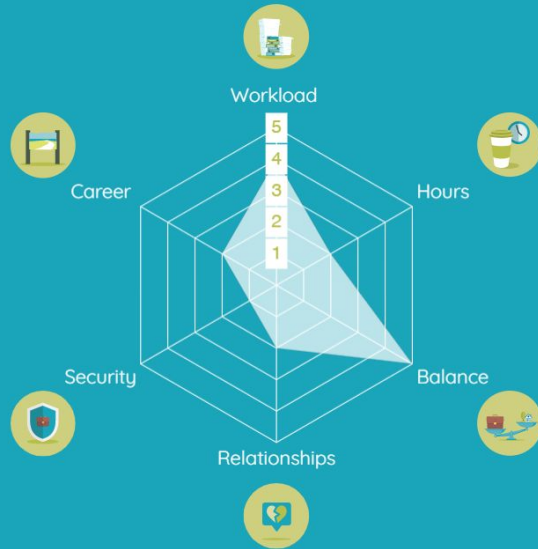 Workload
5
4
3
2
1
Career
Hours
Security
Balance
Relationships